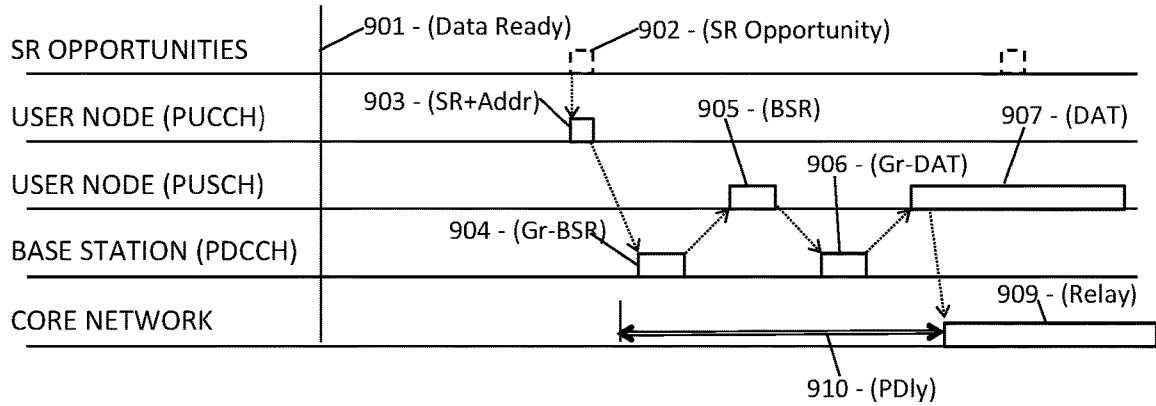 901 - (Data Ready)
902 - (SR Opportunity)
SR OPPORTUNITIES
903 - (SR+Addr)
905 - (BSR)
907 - (DAT)
USER NODE (PUCCH)
906 - (Gr-DAT)
USER NODE (PUSCH)
904 - (Gr-BSR)
BASE STATION (PDCCH)
909 - (Relay)
CORE NETWORK
910 - (PDly)